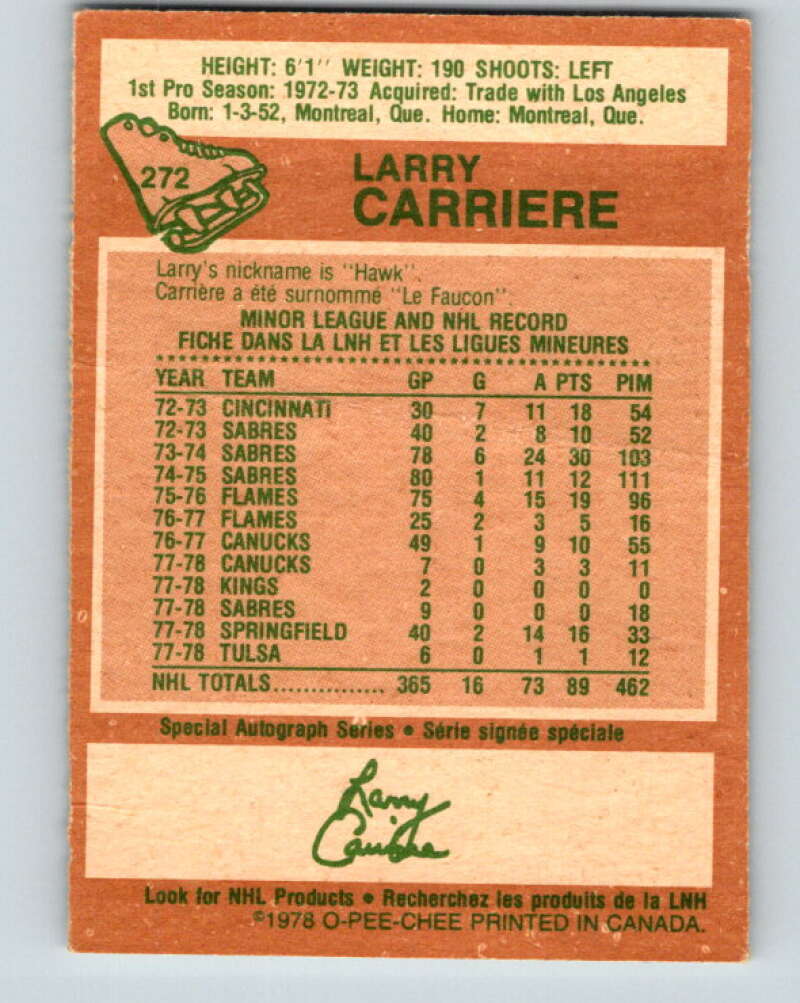 HEIGHT: 6'1'' WEIGHT: 190 SHOOTS: LEFT
1st Pro Season: 1972-73 Acquired: Trade with Los Angeles
Born: 1-3-52, Montreal, Que. Home: Montreal, Que.
272
LARRY
CARRIERE
Larry's nickname is "Hawk".
Carrière a été surnommé "Le Faucon".
MINOR LEAGUE AND NHL RECORD
FICHE DANS LA LNH ET LES LIGUES MINEURES
YEAR TEAM GP G A PTS PIM
72-73 CINCINNATI 30 7 11 18 54
72-73 SABRES 40 2 8 10 52
73-74 SABRES 78 6 24 30 103
74-75 SABRES 80 1 11 12 111
75-76 FLAMES 75 4 15 19 96
76-77 FLAMES 25 2 3 5 16
76-77 CANUCKS 49 1 9 10 55
77-78 CANUCKS 7 0 3 3 11
77-78 KINGS 2 0 0 0 0
77-78 SABRES 9 0 0 0 18
77-78 SPRINGFIELD 40 2 14 16 33
77-78 TULSA 6 0 1 1 12
NHL TOTALS................ 365 16 73 89 462
Special Autograph Series • Série signée spéciale
Larry
Carriere
Look for NHL Products • Recherchez les produits de la LNH
©1978 O-PEE-CHEE PRINTED IN CANADA.